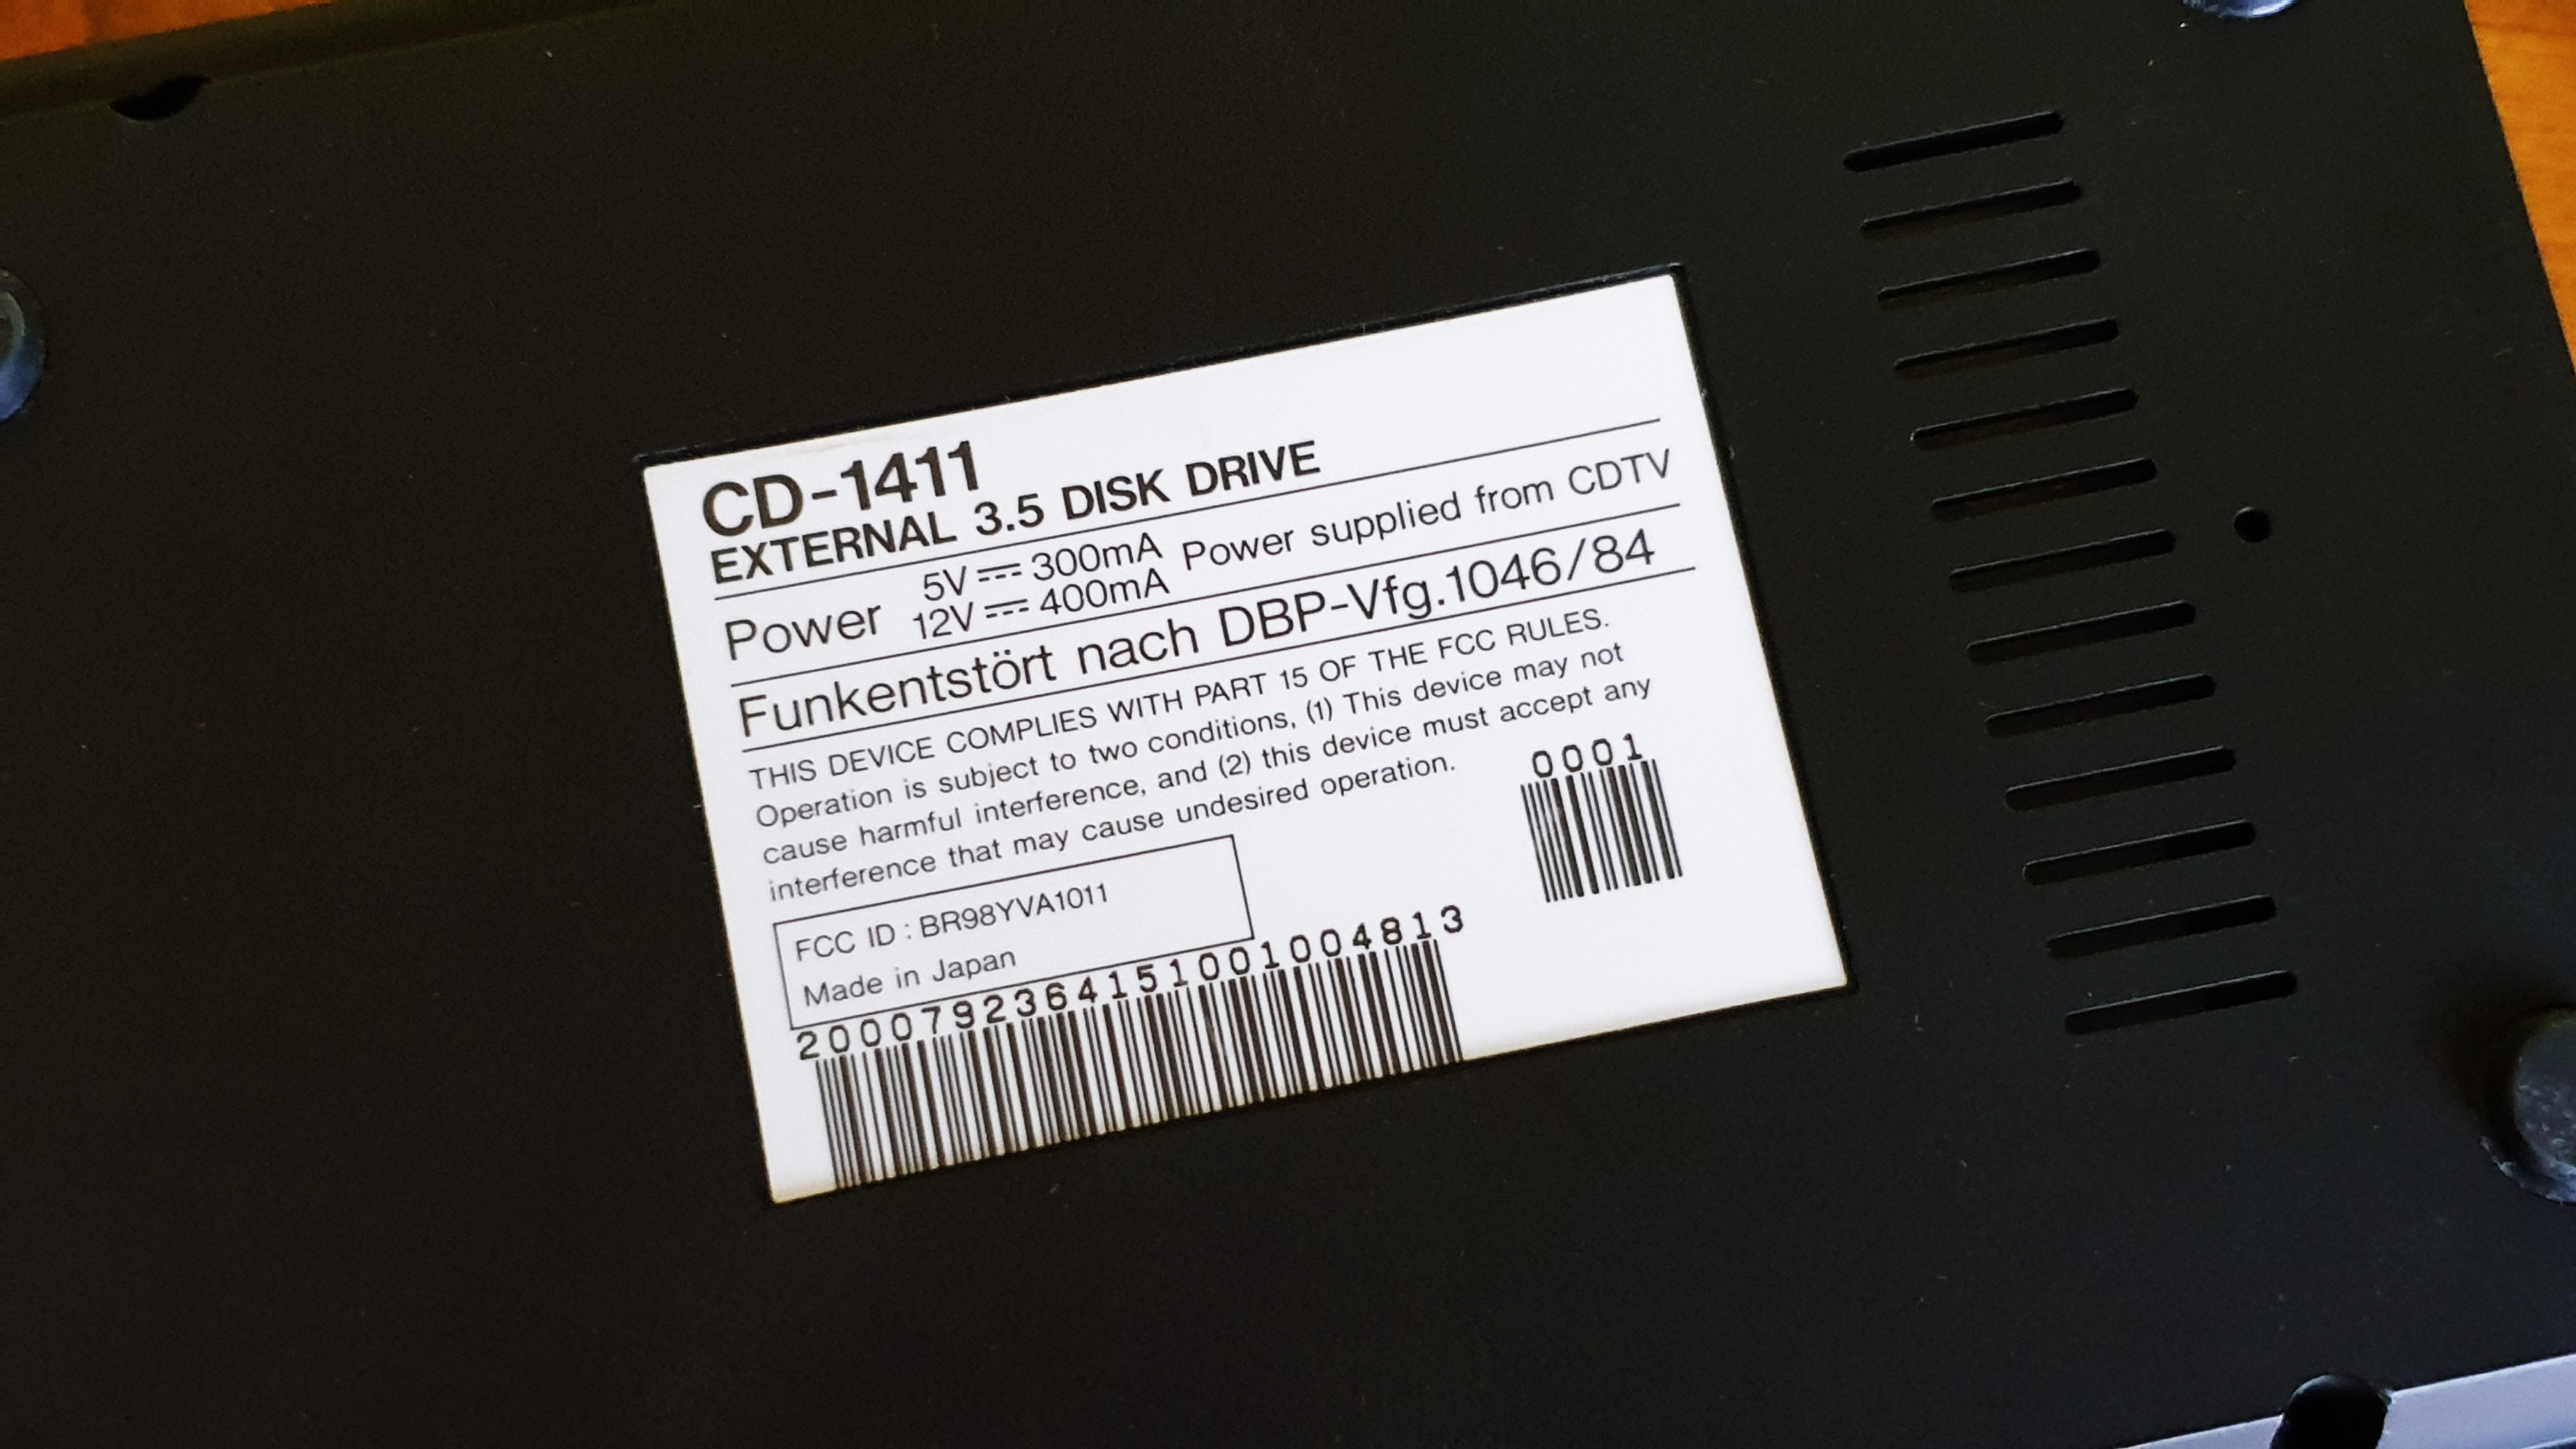 CD-1411
EXTERNAL 3.5 DISK DRIVE
Power 5V⎓300mA Power supplied from CDTV
12V⎓400mA
Funkentstört nach DBP-Vfg.1046/84
THIS DEVICE COMPLIES WITH PART 15 OF THE FCC RULES.
Operation is subject to two conditions, (1) This device may not
cause harmful interference, and (2) this device must accept any
interference that may cause undesired operation.
0001
FCC ID : BR98YVA1011
Made in Japan
2000792364151001004813